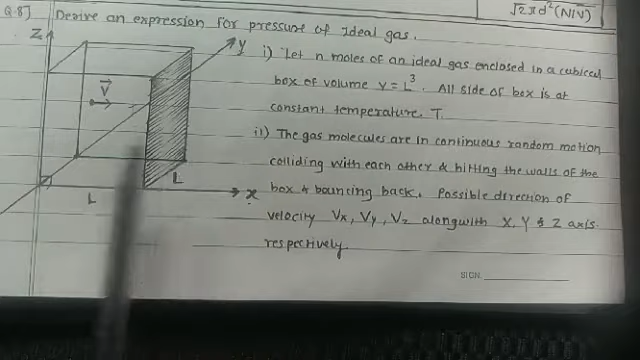 √2πd²(N/V)
Q.8] Derive an expression for pressure of Ideal gas.
Z
Y
V
L
L
X
i) Let n moles of an ideal gas enclosed in a cubical
box of volume V = L³. All side of box is at
constant temperature, T.
ii) The gas molecules are in continuous random motion
colliding with each other & hitting the walls of the
box & bouncing back. Possible direction of
velocity Vx, Vy, Vz alongwith X, Y & Z axis.
respectively.
SIGN.